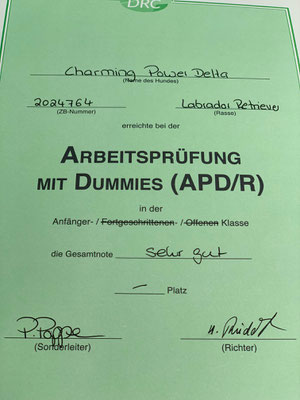 DRC
Charming Power Delta
(Name des Hundes)
2024764 Labrador Retriever
(ZB-Nummer) (Rasse)
erreichte bei der
ARBEITSPRÜFUNG
MIT DUMMIES (APD/R)
in der
Anfänger- / Fortgeschrittenen- / Offenen Klasse
die Gesamtnote sehr gut
– Platz
P. Poppe
(Sonderleiter) (Richter)